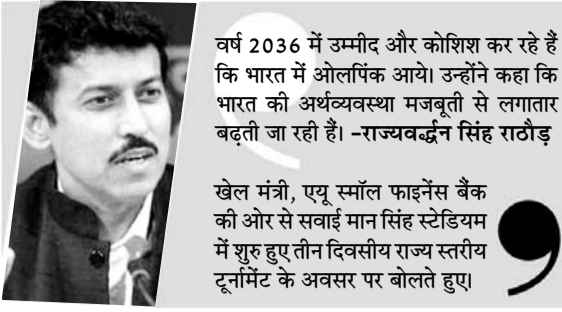 वर्ष 2036 में उम्मीद और कोशिश कर रहे हैं
कि भारत में ओलपिंक आये। उन्होंने कहा कि
भारत की अर्थव्यवस्था मजबूती से लगातार
बढ़ती जा रही हैं। -राज्यवर्द्धन सिंह राठौड़
खेल मंत्री, एयू स्मॉल फाइनेंस बैंक
की ओर से सवाई मान सिंह स्टेडियम
में शुरु हुए तीन दिवसीय राज्य स्तरीय
टूर्नामेंट के अवसर पर बोलते हुए।